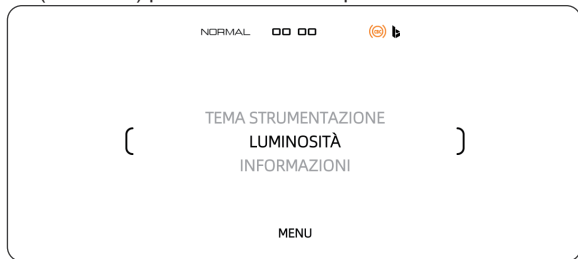 NORMAL
TEMA STRUMENTAZIONE
LUMINOSITÀ
INFORMAZIONI
MENU